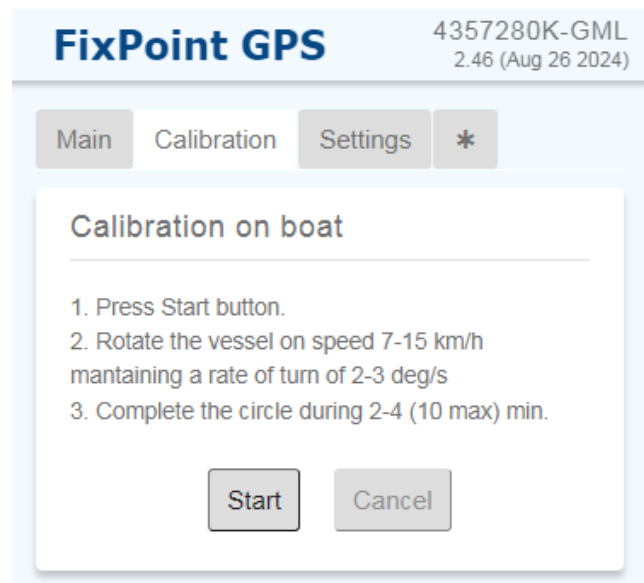 FixPoint GPS
4357280K-GML
2.46 (Aug 26 2024)
Main Calibration Settings *
Calibration on boat
1. Press Start button.
2. Rotate the vessel on speed 7-15 km/h
mantaining a rate of turn of 2-3 deg/s
3. Complete the circle during 2-4 (10 max) min.
Start Cancel